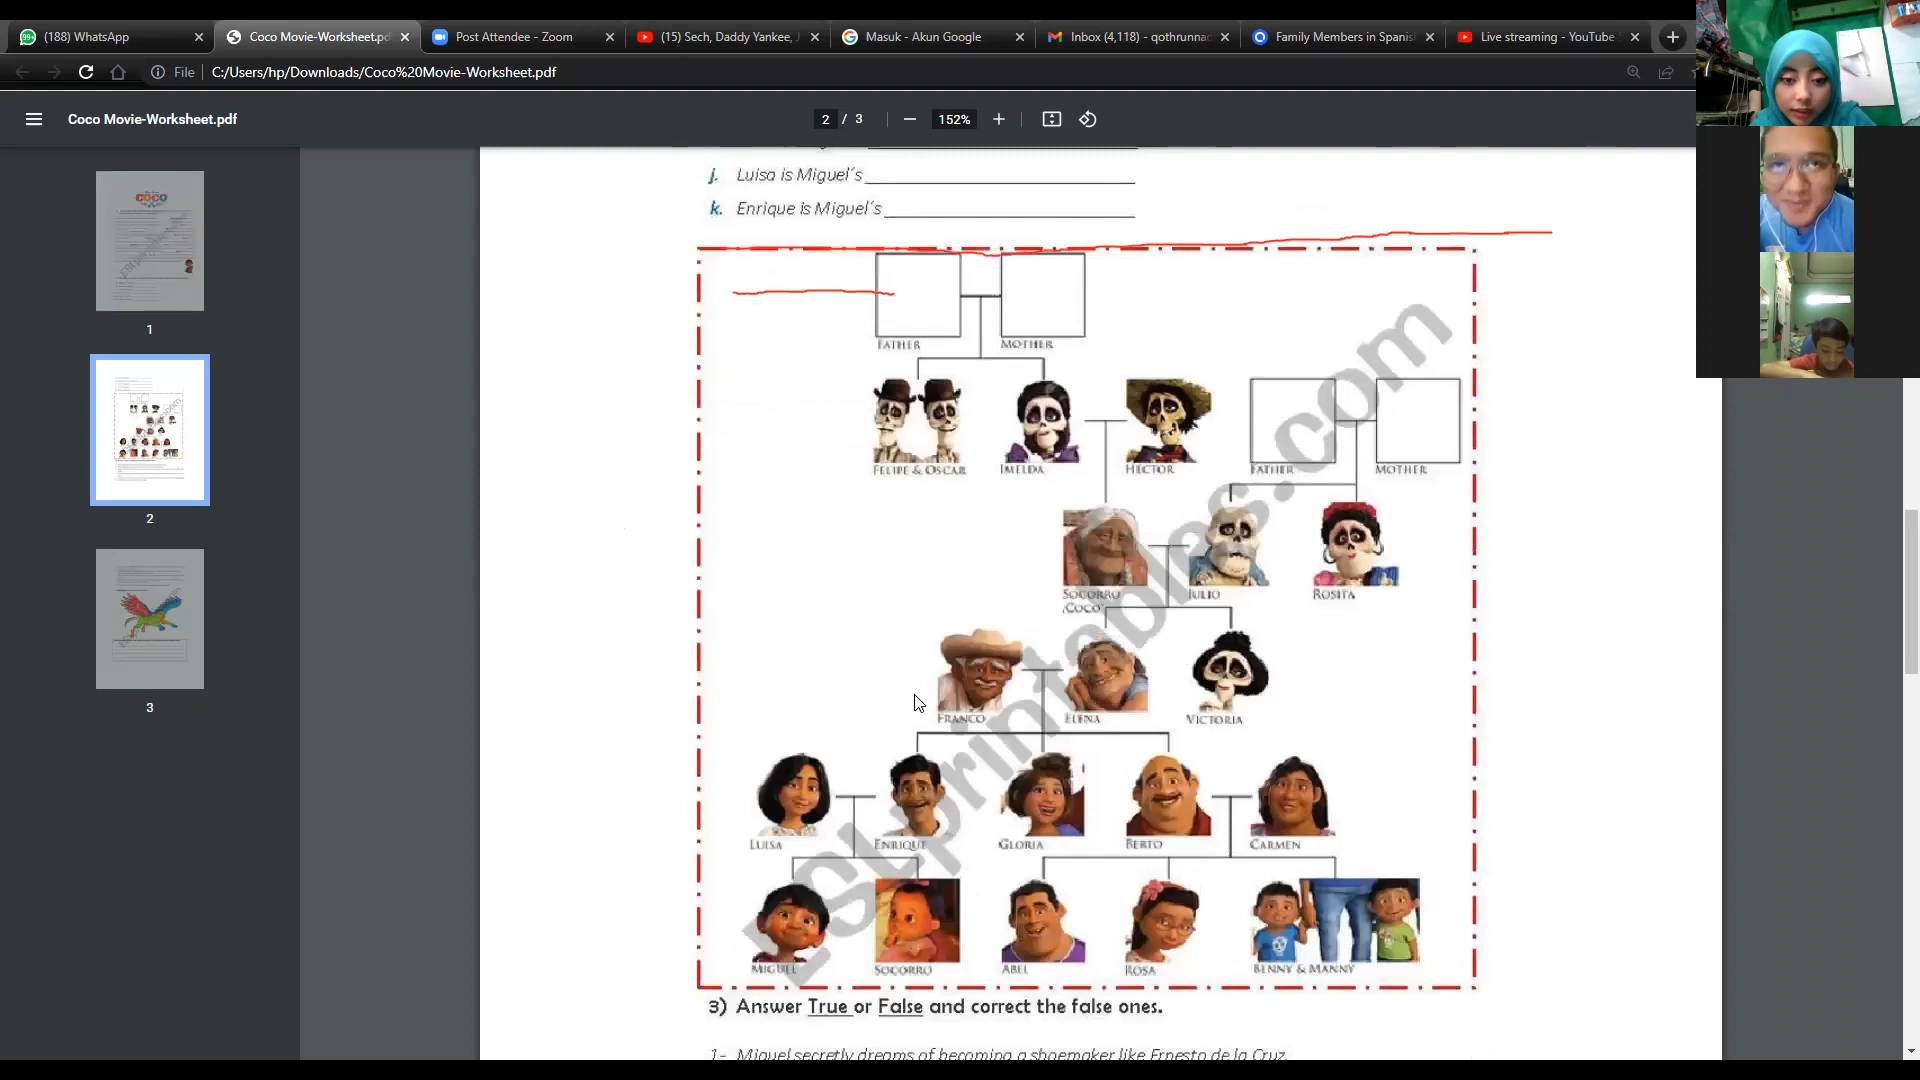 (188) WhatsApp
Coco Movie-Worksheet.pd
Post Attendee - Zoom
(15) Sech, Daddy Yankee, J
Masuk - Akun Google
Inbox (4,118) - qothrunnad
Family Members in Spanis
Live streaming - YouTube
File
C:/Users/hp/Downloads/Coco%20Movie-Worksheet.pdf
Coco Movie-Worksheet.pdf
2 / 3
152%
j. Luisa is Miguel´s
k. Enrique is Miguel´s
FATHER
MOTHER
FELIPE & OSCAR
IMELDA
HÉCTOR
FATHER
MOTHER
SOCORRO
'COCO'
JULIO
ROSITA
FRANCO
ELENA
VICTORIA
LUISA
ENRIQUE
GLORIA
BERTO
CARMEN
MIGUEL
SOCORRO
ABEL
ROSA
BENNY & MANNY
ESLprintables.com
3) Answer True or False and correct the false ones.
1- Miguel secretly dreams of becoming a shoemaker like Ernesto de la Cruz.
COCO
1
2
3